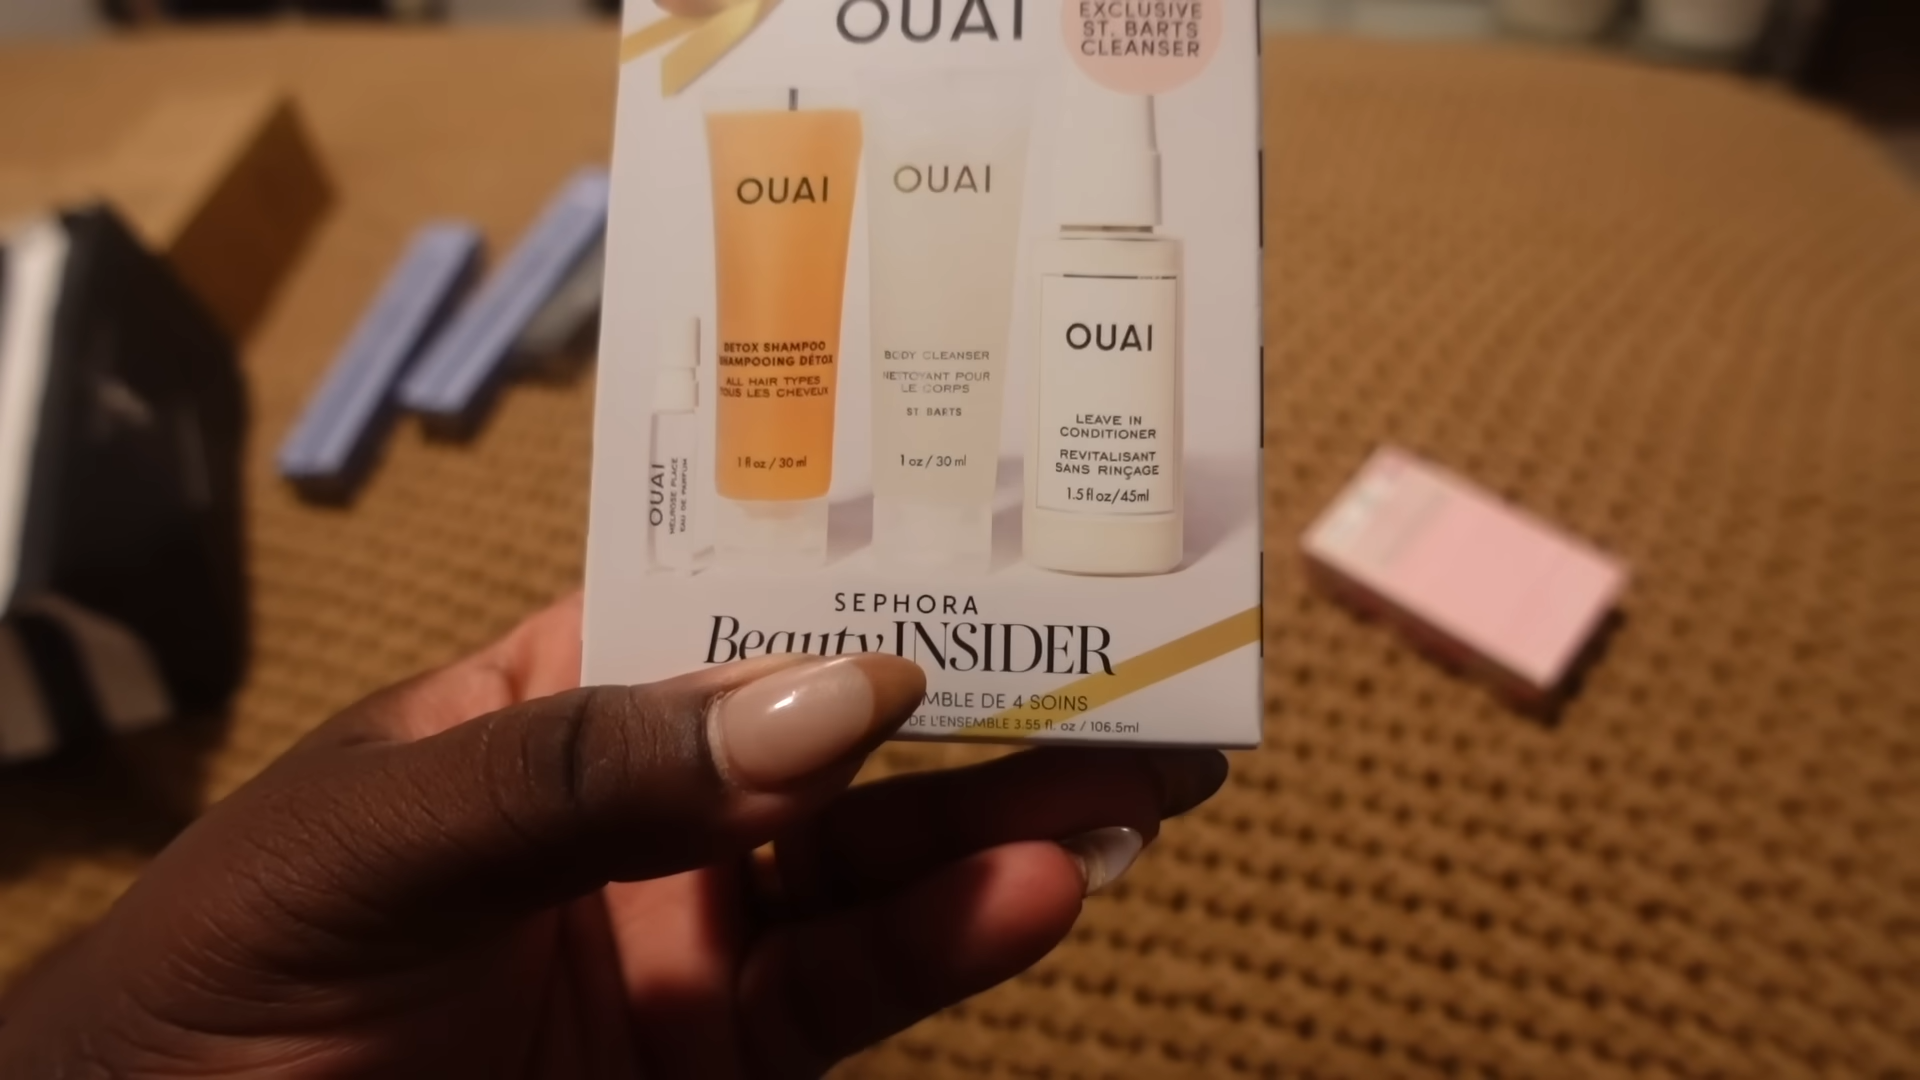 OUAI
EXCLUSIVE
ST. BARTS
CLEANSER
OUAI
DETOX SHAMPOO
SHAMPOOING DÉTOX
ALL HAIR TYPES
TOUS LES CHEVEUX
1 fl oz / 30 ml
OUAI
BODY CLEANSER
NETTOYANT POUR
LE CORPS
ST. BARTS
1 oz / 30 ml
OUAI
LEAVE IN
CONDITIONER
REVITALISANT
SANS RINÇAGE
1.5 fl oz/45ml
OUAI
MELROSE PLACE
EAU DE PARFUM
SEPHORA
Beauty INSIDER
MBLE DE 4 SOINS
DE L'ENSEMBLE 3.55 fl. oz / 106.5ml